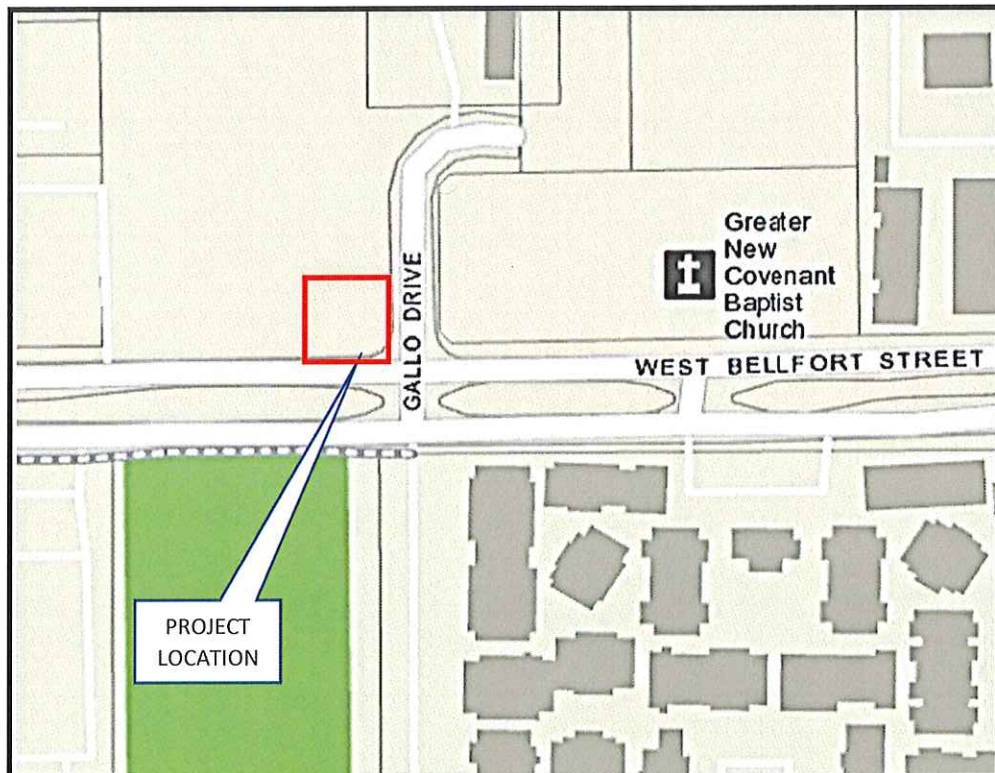 Greater
New
Covenant
Baptist
Church
GALLO DRIVE
WEST BELLFORT STREET
PROJECT
LOCATION